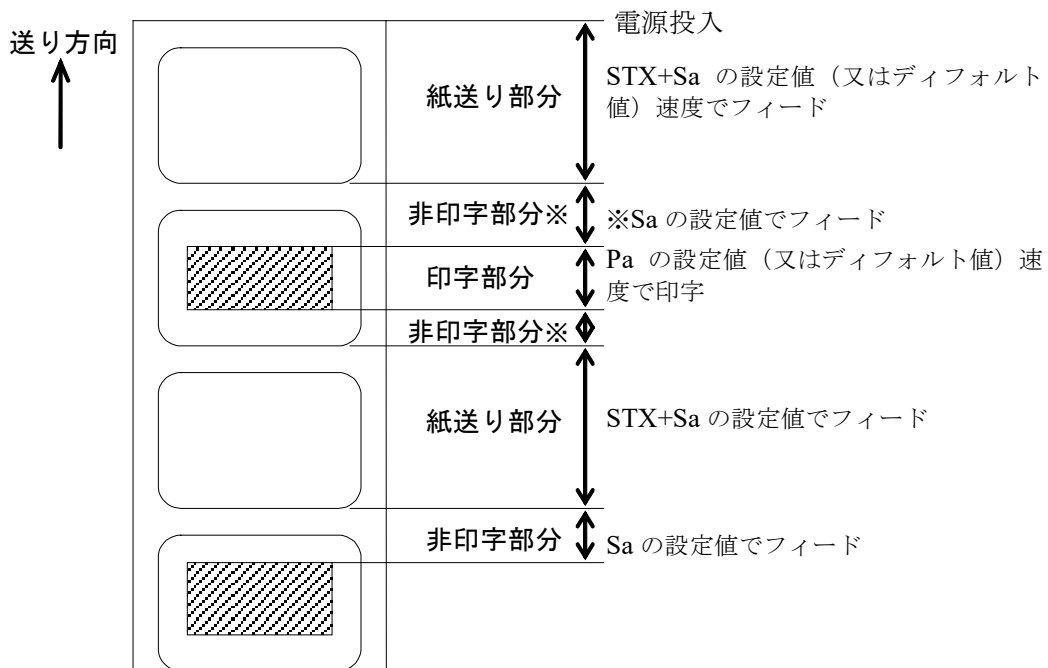 電源投入
送り方向
紙送り部分
STX+Sa の設定値（又はディフォルト
値）速度でフィード
非印字部分※
※Sa の設定値でフィード
印字部分
Pa の設定値（又はディフォルト値）速
度で印字
非印字部分※
紙送り部分
STX+Sa の設定値でフィード
非印字部分
Sa の設定値でフィード